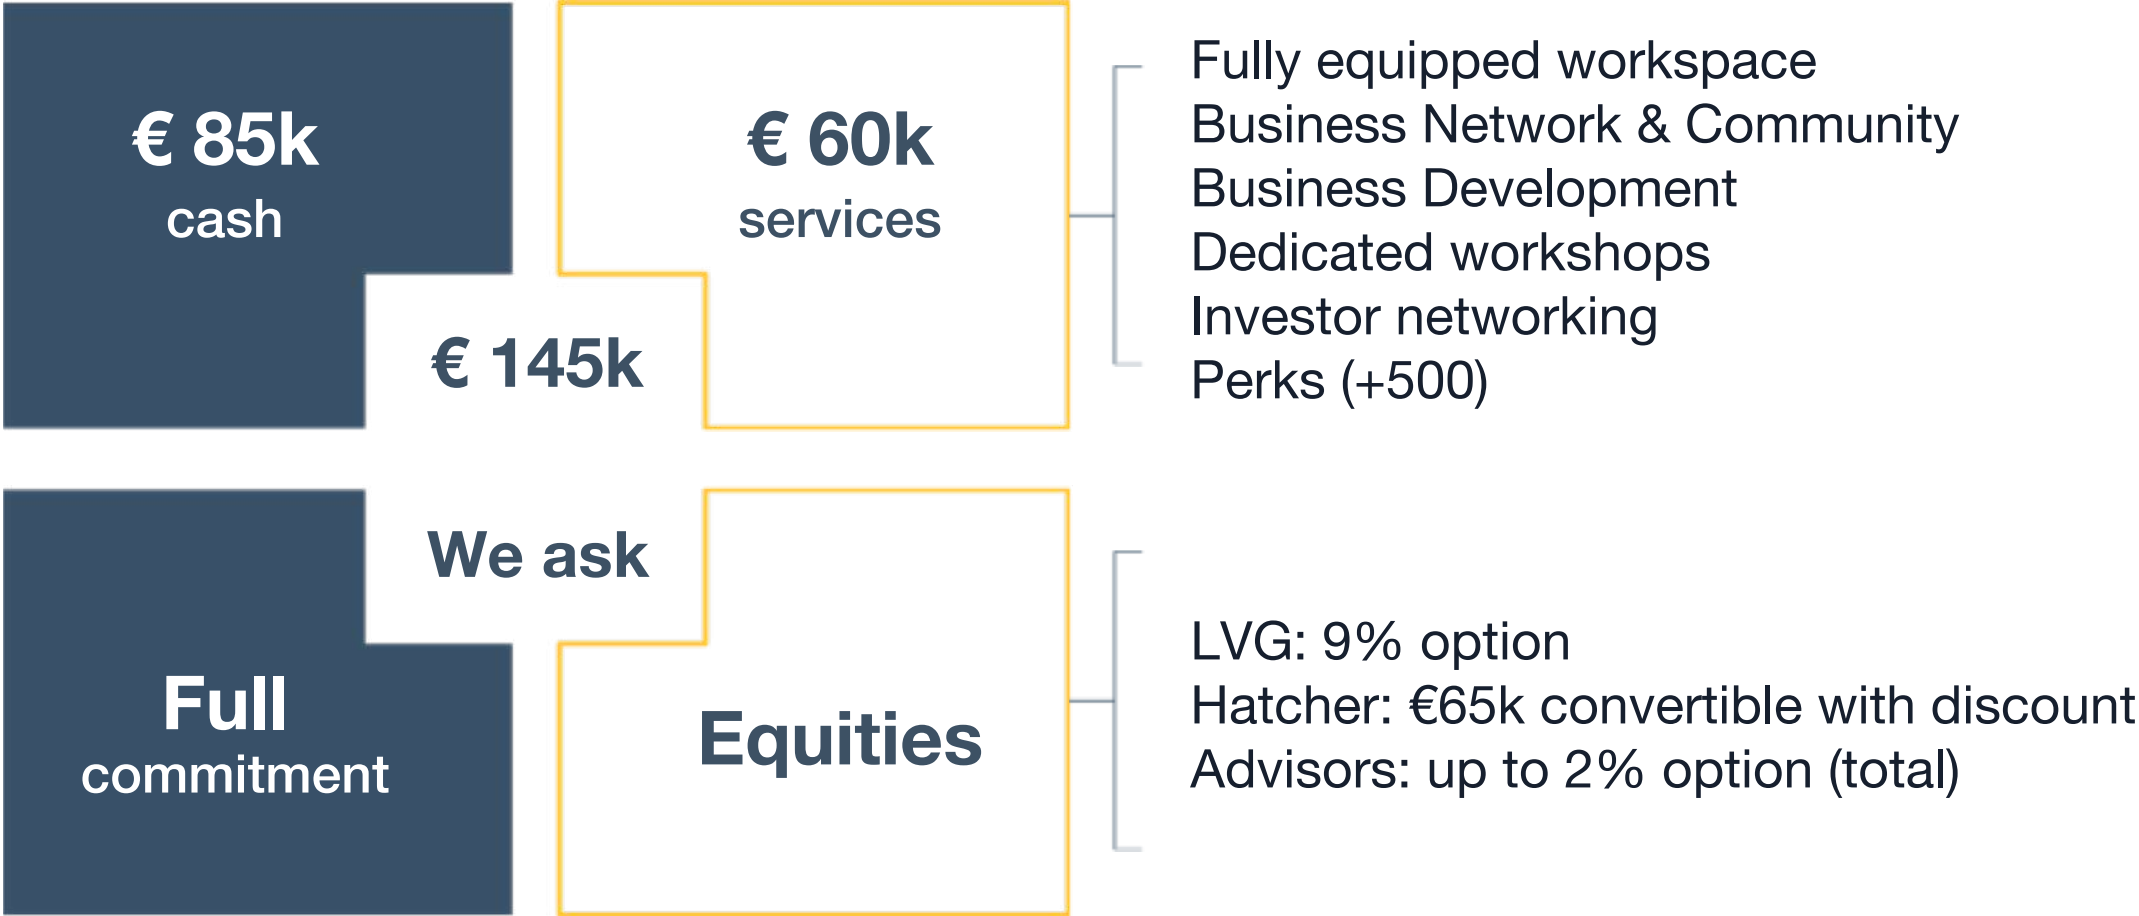 € 85k
cash
€ 60k
services
€ 145k
Fully equipped workspace
Business Network & Community
Business Development
Dedicated workshops
Investor networking
Perks (+500)
We ask
Full
commitment
Equities
LVG: 9% option
Hatcher: €65k convertible with discount
Advisors: up to 2% option (total)